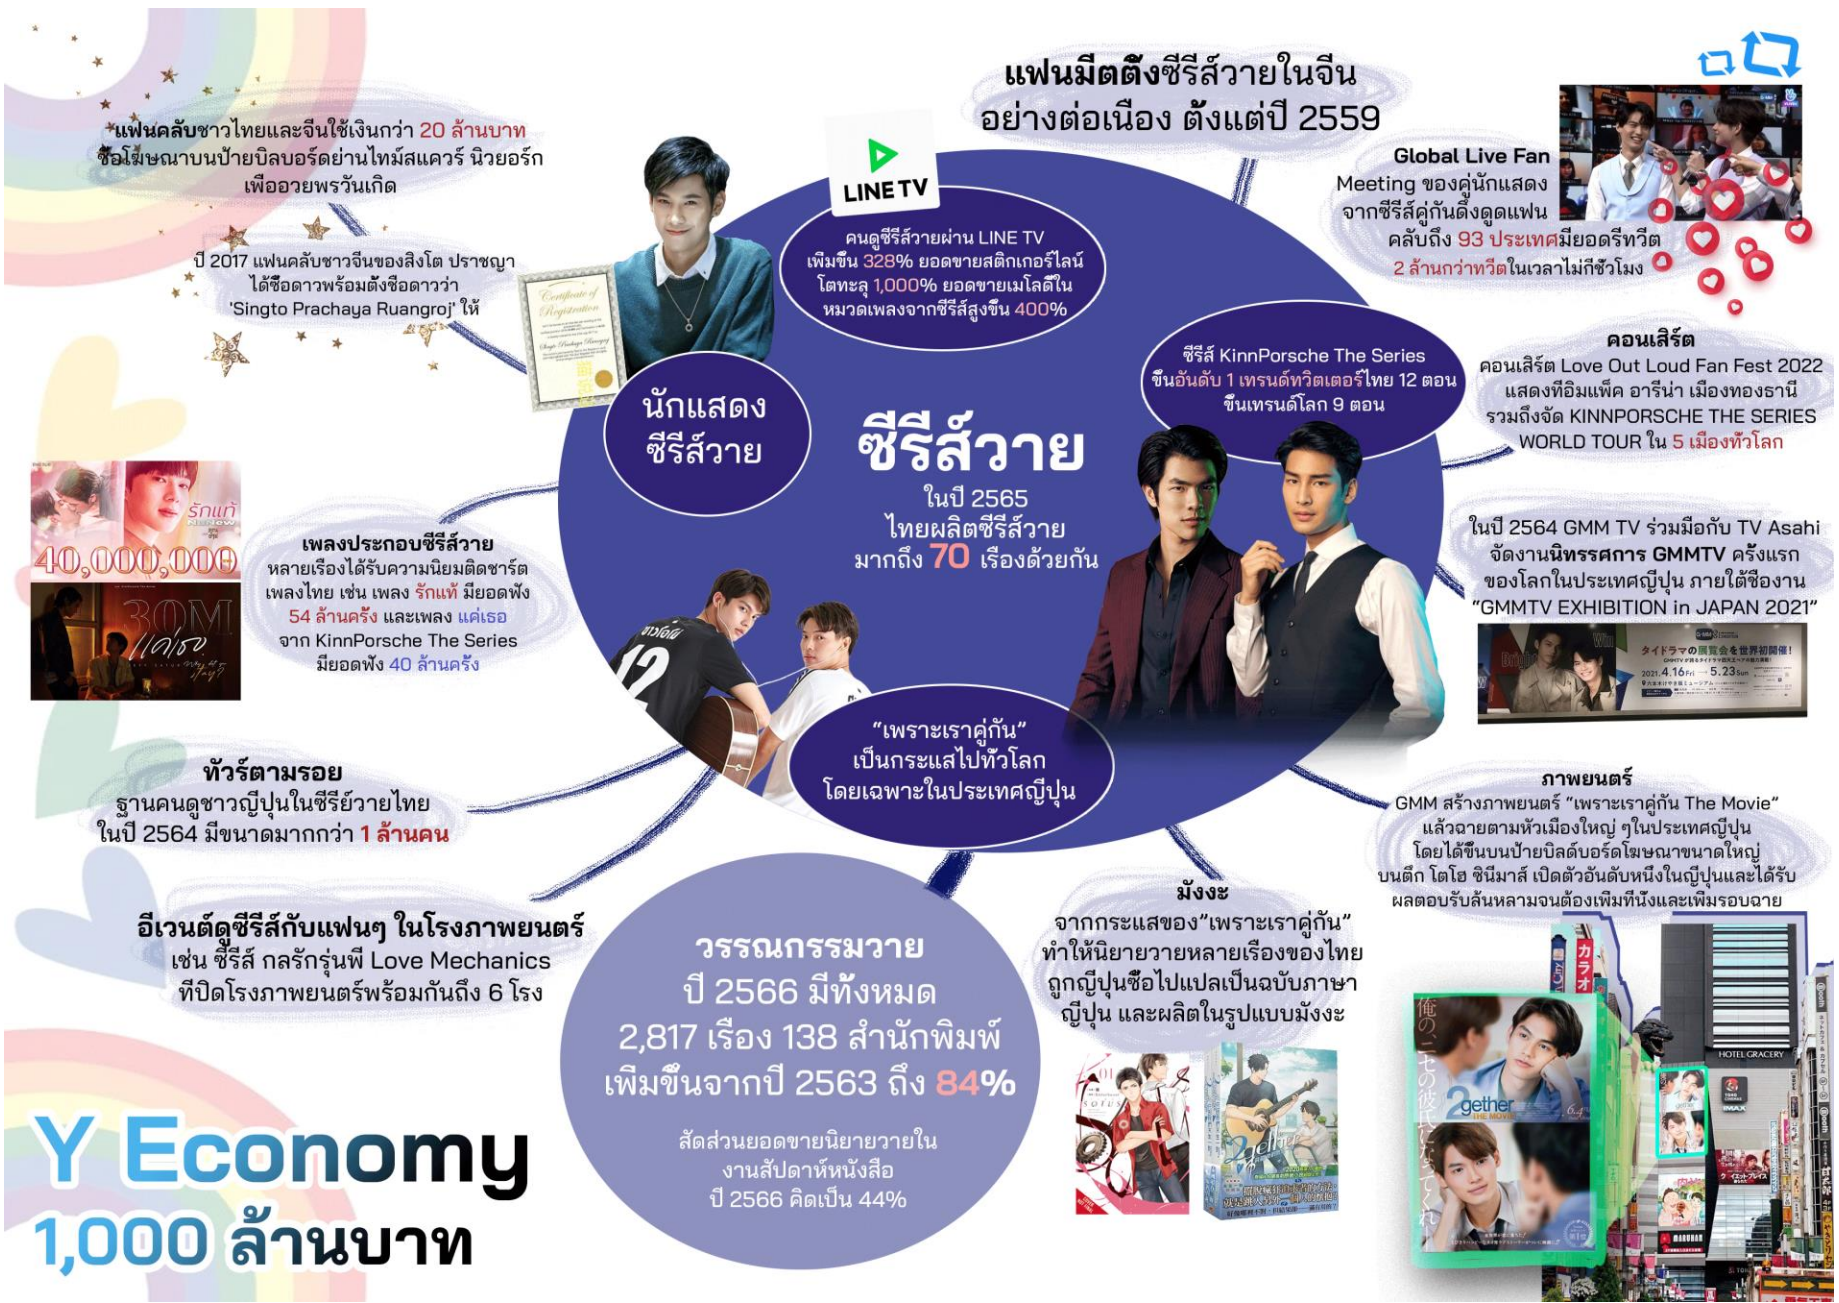 แฟนคลับชาวไทยและจีนใช้เงินกว่า 20 ล้านบาท
ซื้อโฆษณาบนป้ายบิลบอร์ดย่านไทม์สแควร์ นิวยอร์ก
เพื่ออวยพรวันเกิด
ปี 2017 แฟนคลับชาวจีนของสิงโต ปราชญา
ได้ซื้อดาวพร้อมตั้งชื่อดาวว่า
'Singto Prachaya Ruangroj' ให้
Certificate of
Registration
นักแสดง
ซีรีส์วาย
LINE TV
คนดูซีรีส์วายผ่าน LINE TV
เพิ่มขึ้น 328% ยอดขายสติกเกอร์ไลน์
โตทะลุ 1,000% ยอดขายเมโลดี้ใน
หมวดเพลงจากซีรีส์สูงขึ้น 400%
แฟนมีตติ้งซีรีส์วายในจีน
อย่างต่อเนื่อง ตั้งแต่ปี 2559
Global Live Fan
Meeting ของคู่นักแสดง
จากซีรีส์คู่กันดึงดูดแฟน
คลับถึง 93 ประเทศมียอดรีทวีต
2 ล้านกว่าทวีตในเวลาไม่กี่ชั่วโมง
ซีรีส์ KinnPorsche The Series
ขึ้นอันดับ 1 เทรนด์ทวิตเตอร์ไทย 12 ตอน
ขึ้นเทรนด์โลก 9 ตอน
คอนเสิร์ต
คอนเสิร์ต Love Out Loud Fan Fest 2022
แสดงที่อิมแพ็ค อารีน่า เมืองทองธานี
รวมถึงจัด KINNPORSCHE THE SERIES
WORLD TOUR ใน 5 เมืองทั่วโลก
ซีรีส์วาย
ในปี 2565
ไทยผลิตซีรีส์วาย
มากถึง 70 เรื่องด้วยกัน
รักแท้
40,000,000
30M
แค่เธอ
เพลงประกอบซีรีส์วาย
หลายเรื่องได้รับความนิยมติดชาร์ต
เพลงไทย เช่น เพลง รักแท้ มียอดฟัง
54 ล้านครั้ง และเพลง แค่เธอ
จาก KinnPorsche The Series
มียอดฟัง 40 ล้านครั้ง
ในปี 2564 GMM TV ร่วมมือกับ TV Asahi
จัดงานนิทรรศการ GMMTV ครั้งแรก
ของโลกในประเทศญี่ปุ่น ภายใต้ชื่องาน
“GMMTV EXHIBITION in JAPAN 2021”
Bright
Win
タイドラマの展覧会を世界初開催!
2021.4.16Fri → 5.23Sun
12
“เพราะเราคู่กัน”
เป็นกระแสไปทั่วโลก
โดยเฉพาะในประเทศญี่ปุ่น
ทัวร์ตามรอย
ฐานคนดูชาวญี่ปุ่นในซีรีย์วายไทย
ในปี 2564 มีขนาดมากกว่า 1 ล้านคน
อีเวนต์ดูซีรีส์กับแฟนๆ ในโรงภาพยนตร์
เช่น ซีรีส์ กลรักรุ่นพี่ Love Mechanics
ที่ปิดโรงภาพยนตร์พร้อมกันถึง 6 โรง
วรรณกรรมวาย
ปี 2566 มีทั้งหมด
2,817 เรื่อง 138 สำนักพิมพ์
เพิ่มขึ้นจากปี 2563 ถึง 84%
สัดส่วนยอดขายนิยายวายใน
งานสัปดาห์หนังสือ
ปี 2566 คิดเป็น 44%
มังงะ
จากกระแสของ“เพราะเราคู่กัน”
ทำให้นิยายวายหลายเรื่องของไทย
ถูกญี่ปุ่นซื้อไปแปลเป็นฉบับภาษา
ญี่ปุ่น และผลิตในรูปแบบมังงะ
01
2gether
ภาพยนตร์
GMM สร้างภาพยนตร์ “เพราะเราคู่กัน The Movie”
แล้วฉายตามหัวเมืองใหญ่ ๆในประเทศญี่ปุ่น
โดยได้ขึ้นบนป้ายบิลด์บอร์ดโฆษณาขนาดใหญ่
บนตึก โตโฮ ซินีมาส์ เปิดตัวอันดับหนึ่งในญี่ปุ่นและได้รับ
ผลตอบรับล้นหลามจนต้องเพิ่มที่นั่งและเพิ่มรอบฉาย
カラオ
HOTEL GRACERY
IMAX
2gether
THE MOVIE
6.4
MARUHAN
Y Economy
1,000 ล้านบาท